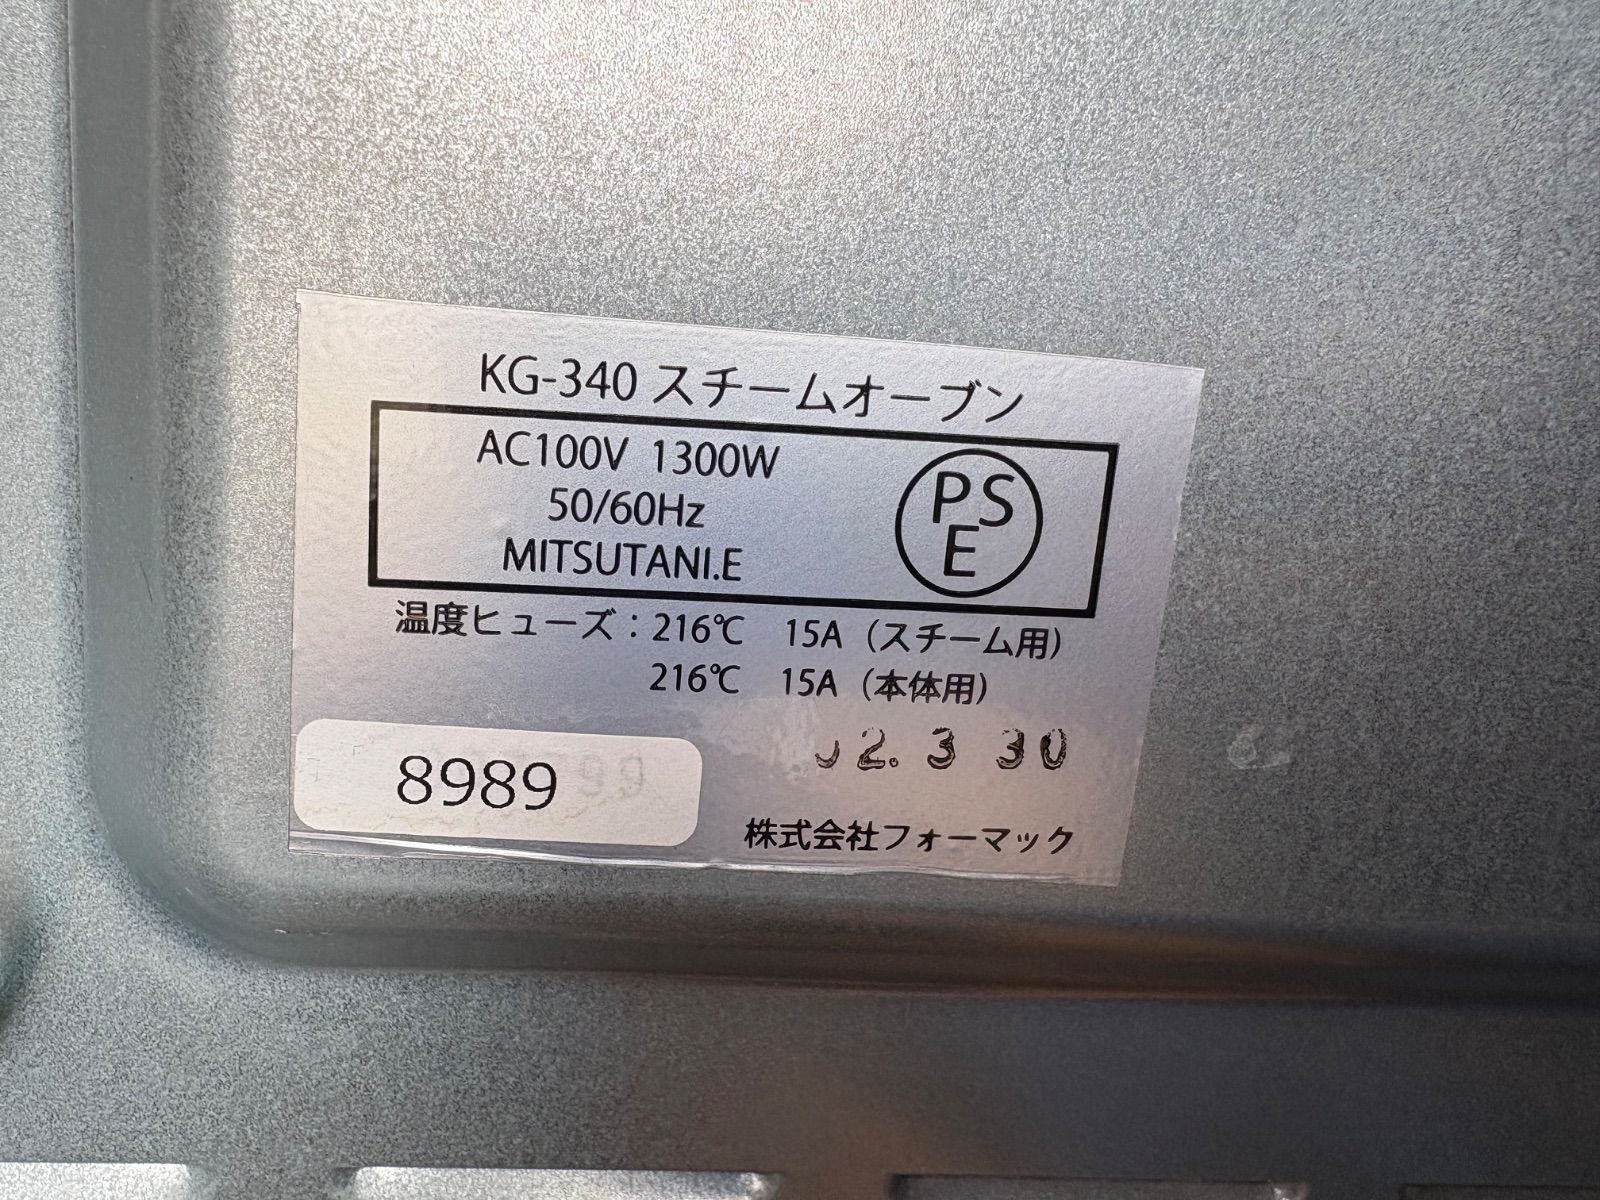 KG-340 スチームオーブン
AC100V 1300W
50/60Hz
MITSUTANI.E
PSE
温度ヒューズ：216℃ 15A（スチーム用）
216℃ 15A（本体用）
2. 3 30
8989
株式会社フォーマック